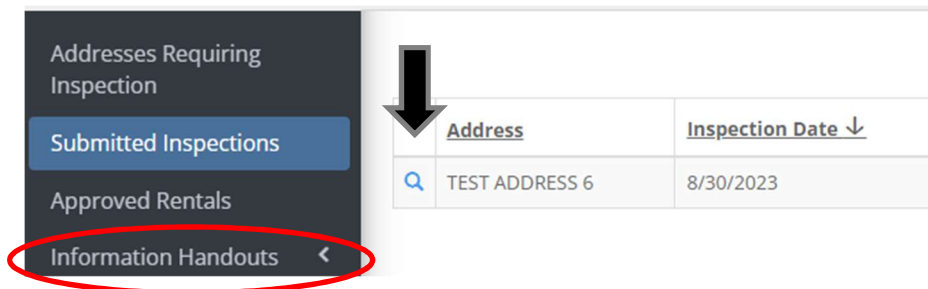 Addresses Requiring
Inspection
Submitted Inspections
Approved Rentals
Information Handouts
Address Inspection Date ↓
TEST ADDRESS 6 8/30/2023